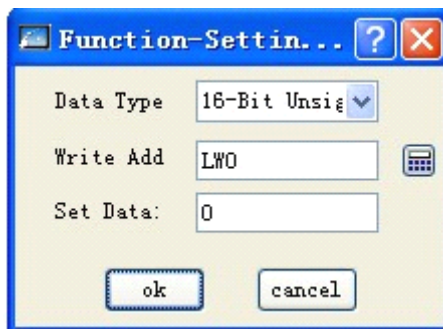 Function-Settin...
Data Type 16-Bit Unsig
Write Add LW0
Set Data: 0
ok cancel